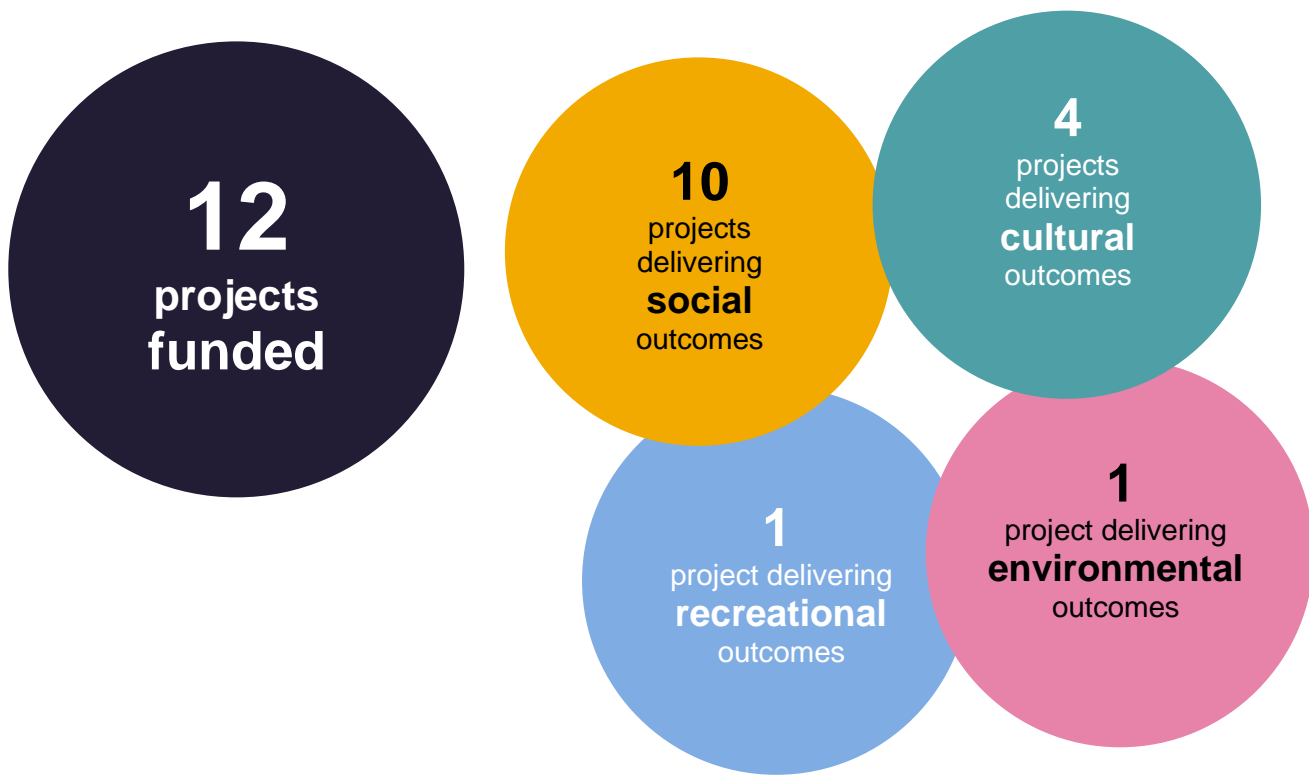 12
projects
funded
10
projects
delivering
social
outcomes
4
projects
delivering
cultural
outcomes
1
project delivering
recreational
outcomes
1
project delivering
environmental
outcomes